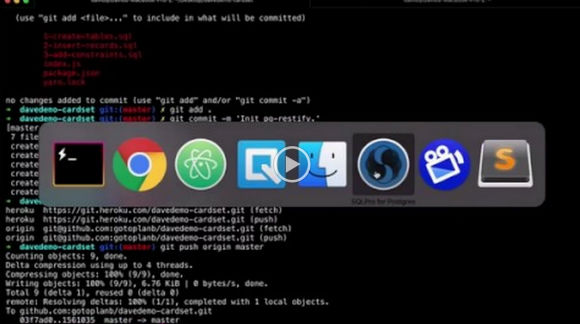 (use "git add <file>..." to include in what will be committed)
1-create-tables.sql
2-insert-records.sql
3-add-constraints.sql
index.js
package.json
yarn.lock
no changes added to commit (use "git add" and/or "git commit -a")
➜ davedemo-cardset git:(master) ✗ git add .
➜ davedemo-cardset git:(master) ✗ git commit -m 'Init pg-restify.'
[master
7 file
create
create
create
create
create
SQLPro for Postgres
heroku https://git.heroku.com/davedemo-cardset.git (fetch)
heroku https://git.heroku.com/davedemo-cardset.git (push)
origin git@github.com:gotoplanb/davedemo-cardset.git (fetch)
origin git@github.com:gotoplanb/davedemo-cardset.git (push)
➜ davedemo-cardset git:(master) git push origin master
Counting objects: 9, done.
Delta compression using up to 4 threads.
Compressing objects: 100% (9/9), done.
Writing objects: 100% (9/9), 6.76 KiB | 0 bytes/s, done.
Total 9 (delta 1), reused 0 (delta 0)
remote: Resolving deltas: 100% (1/1), completed with 1 local objects.
To github.com:gotoplanb/davedemo-cardset.git
03f7ad0..1561035 master -> master